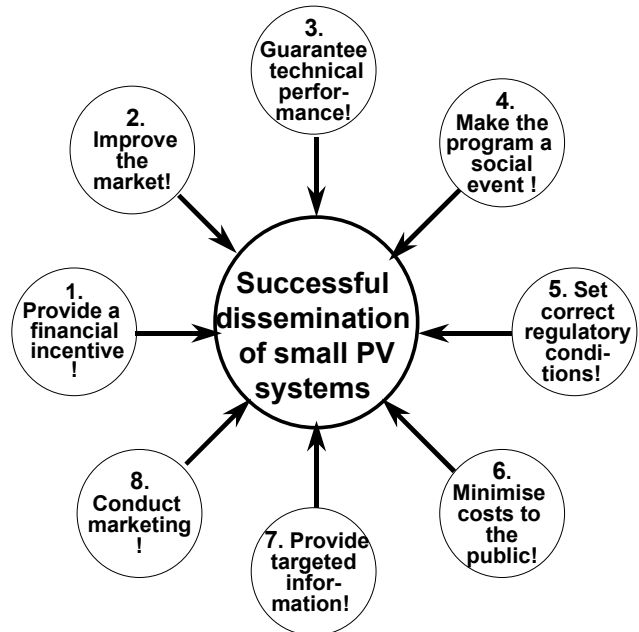 3.
Guarantee
technical
perfor-
mance!
2.
Improve
the
market!
4.
Make the
program a
social
event !
1.
Provide a
financial
incentive
!
Successful
dissemination
of small PV
systems
5. Set
correct
regulatory
condi-
tions!
8.
Conduct
marketing
!
7. Provide
targeted
infor-
mation!
6.
Minimise
costs to
the
public!